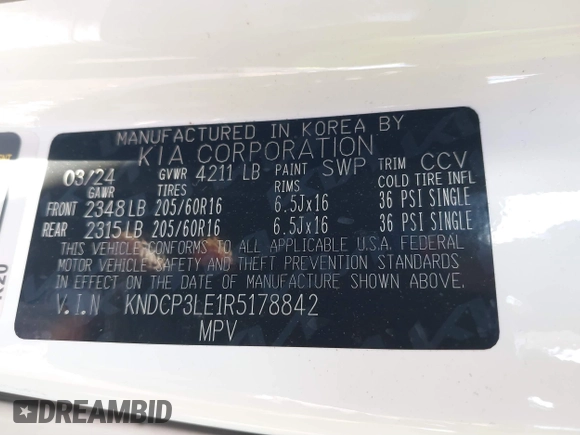 MANUFACTURED IN KOREA BY
KIA CORPORATION
03/24 GVWR 4211 LB PAINT SWP TRIM CCV
GAWR TIRES RIMS COLD TIRE INFL
FRONT 2348 LB 205/60R16 6.5Jx16 36 PSI SINGLE
REAR 2315 LB 205/60R16 6.5Jx16 36 PSI SINGLE
THIS VEHICLE CONFORMS TO ALL APPLICABLE U.S.A. FEDERAL
MOTOR VEHICLE SAFETY AND THEFT PREVENTION STANDARDS
IN EFFECT ON THE DATE OF MANUFACTURE SHOWN ABOVE.
V.I.N KNDCP3LE1R5178842
MPV
DREAMBID